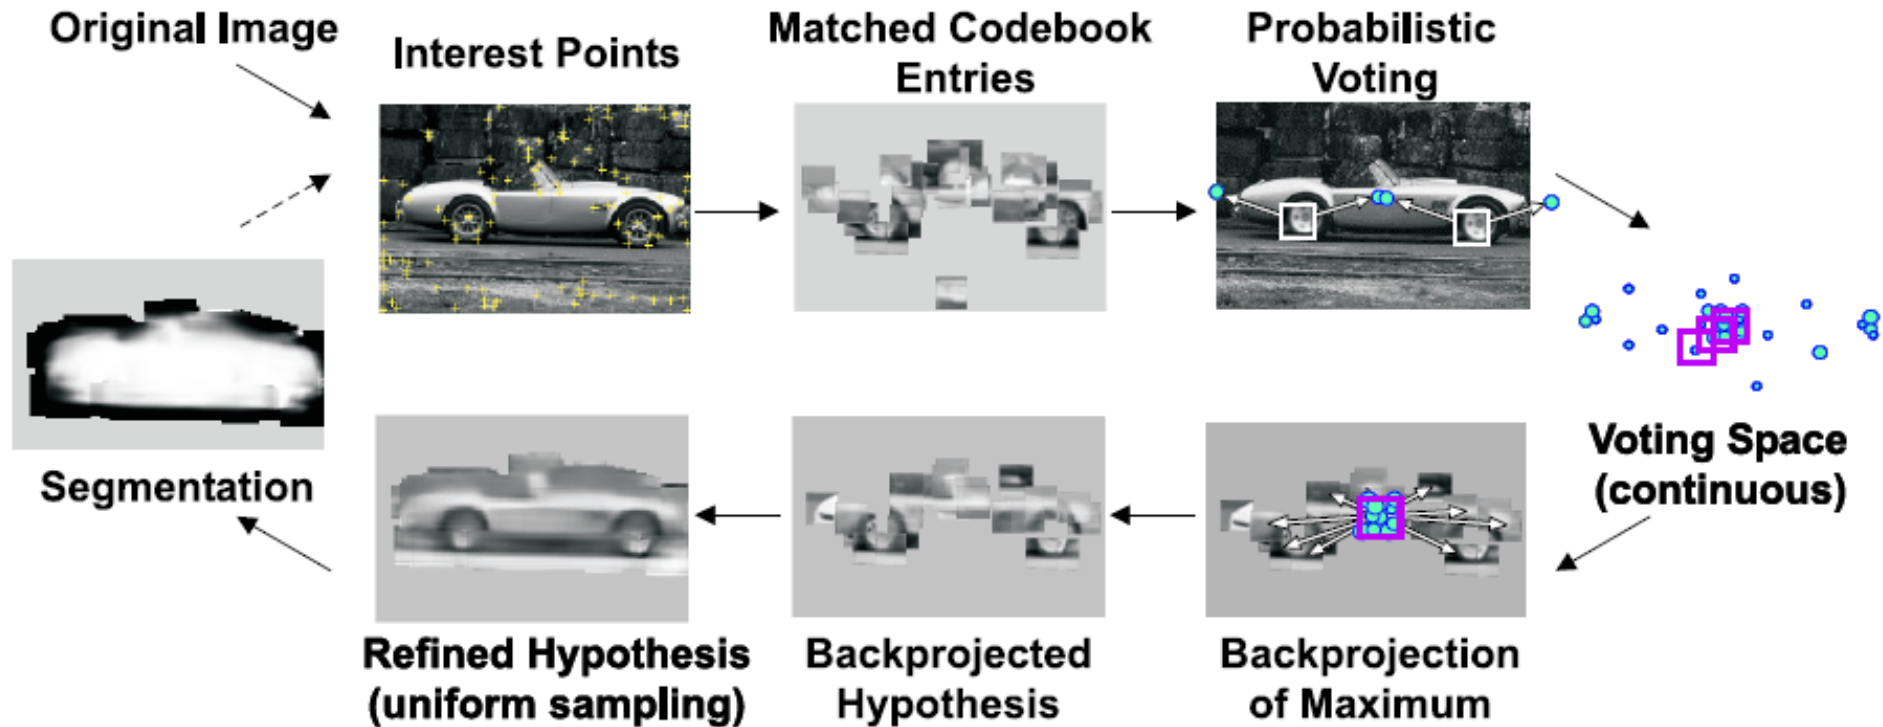 Original Image
Interest Points
Matched Codebook
Entries
Probabilistic
Voting
Voting Space
(continuous)
Segmentation
Refined Hypothesis
(uniform sampling)
Backprojected
Hypothesis
Backprojection
of Maximum